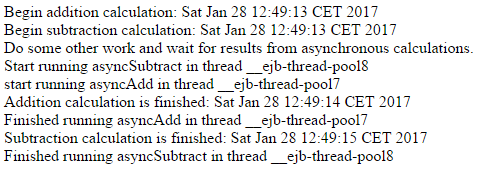 Begin addition calculation: Sat Jan 28 12:49:13 CET 2017
Begin subtraction calculation: Sat Jan 28 12:49:13 CET 2017
Do some other work and wait for results from asynchronous calculations.
Start running asyncSubtract in thread __ejb-thread-pool8
start running asyncAdd in thread __ejb-thread-pool7
Addition calculation is finished: Sat Jan 28 12:49:14 CET 2017
Finished running asyncAdd in thread __ejb-thread-pool7
Subtraction calculation is finished: Sat Jan 28 12:49:15 CET 2017
Finished running asyncSubtract in thread __ejb-thread-pool8